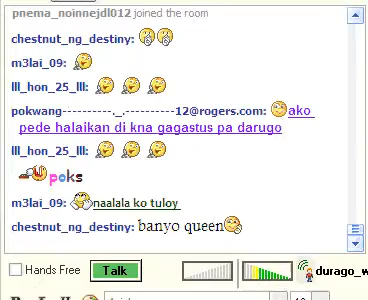 pnema_noinnejdl012 joined the room
chestnut_ng_destiny:
m3lai_09:
lll_hon_25_lll:
pokwang----------._.----------12@rogers.com: ako
pede halaikan di kna gagastus pa darugo
lll_hon_25_lll:
poks
m3lai_09: naalala ko tuloy
chestnut_ng_destiny: banyo queen
Hands Free Talk durago_w